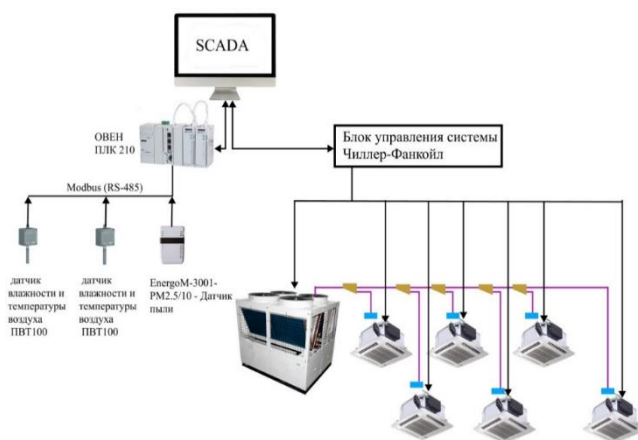 SCADA
ОВЕН
ПЛК 210
Блок управления системы
Чиллер-Фанкойл
Modbus (RS-485)
датчик
влажности и
температуры
воздуха
ПВТ100
датчик
влажности и
температуры
воздуха
ПВТ100
EnergoM-3001-
PM2.5/10 - Датчик
пыли